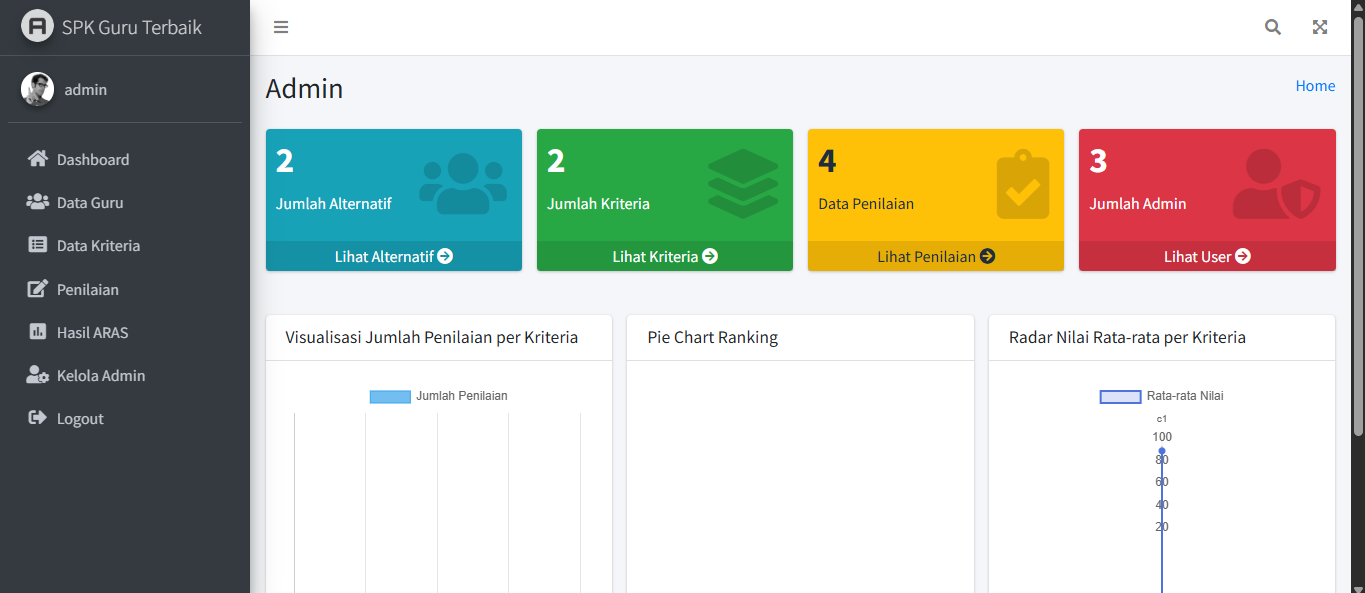 SPK Guru Terbaik
admin
Dashboard
Data Guru
Data Kriteria
Penilaian
Hasil ARAS
Kelola Admin
Logout
Admin
Home
2
Jumlah Alternatif
Lihat Alternatif
2
Jumlah Kriteria
Lihat Kriteria
4
Data Penilaian
Lihat Penilaian
3
Jumlah Admin
Lihat User
Visualisasi Jumlah Penilaian per Kriteria
Jumlah Penilaian
Pie Chart Ranking
Radar Nilai Rata-rata per Kriteria
Rata-rata Nilai
c1
100
80
60
40
20